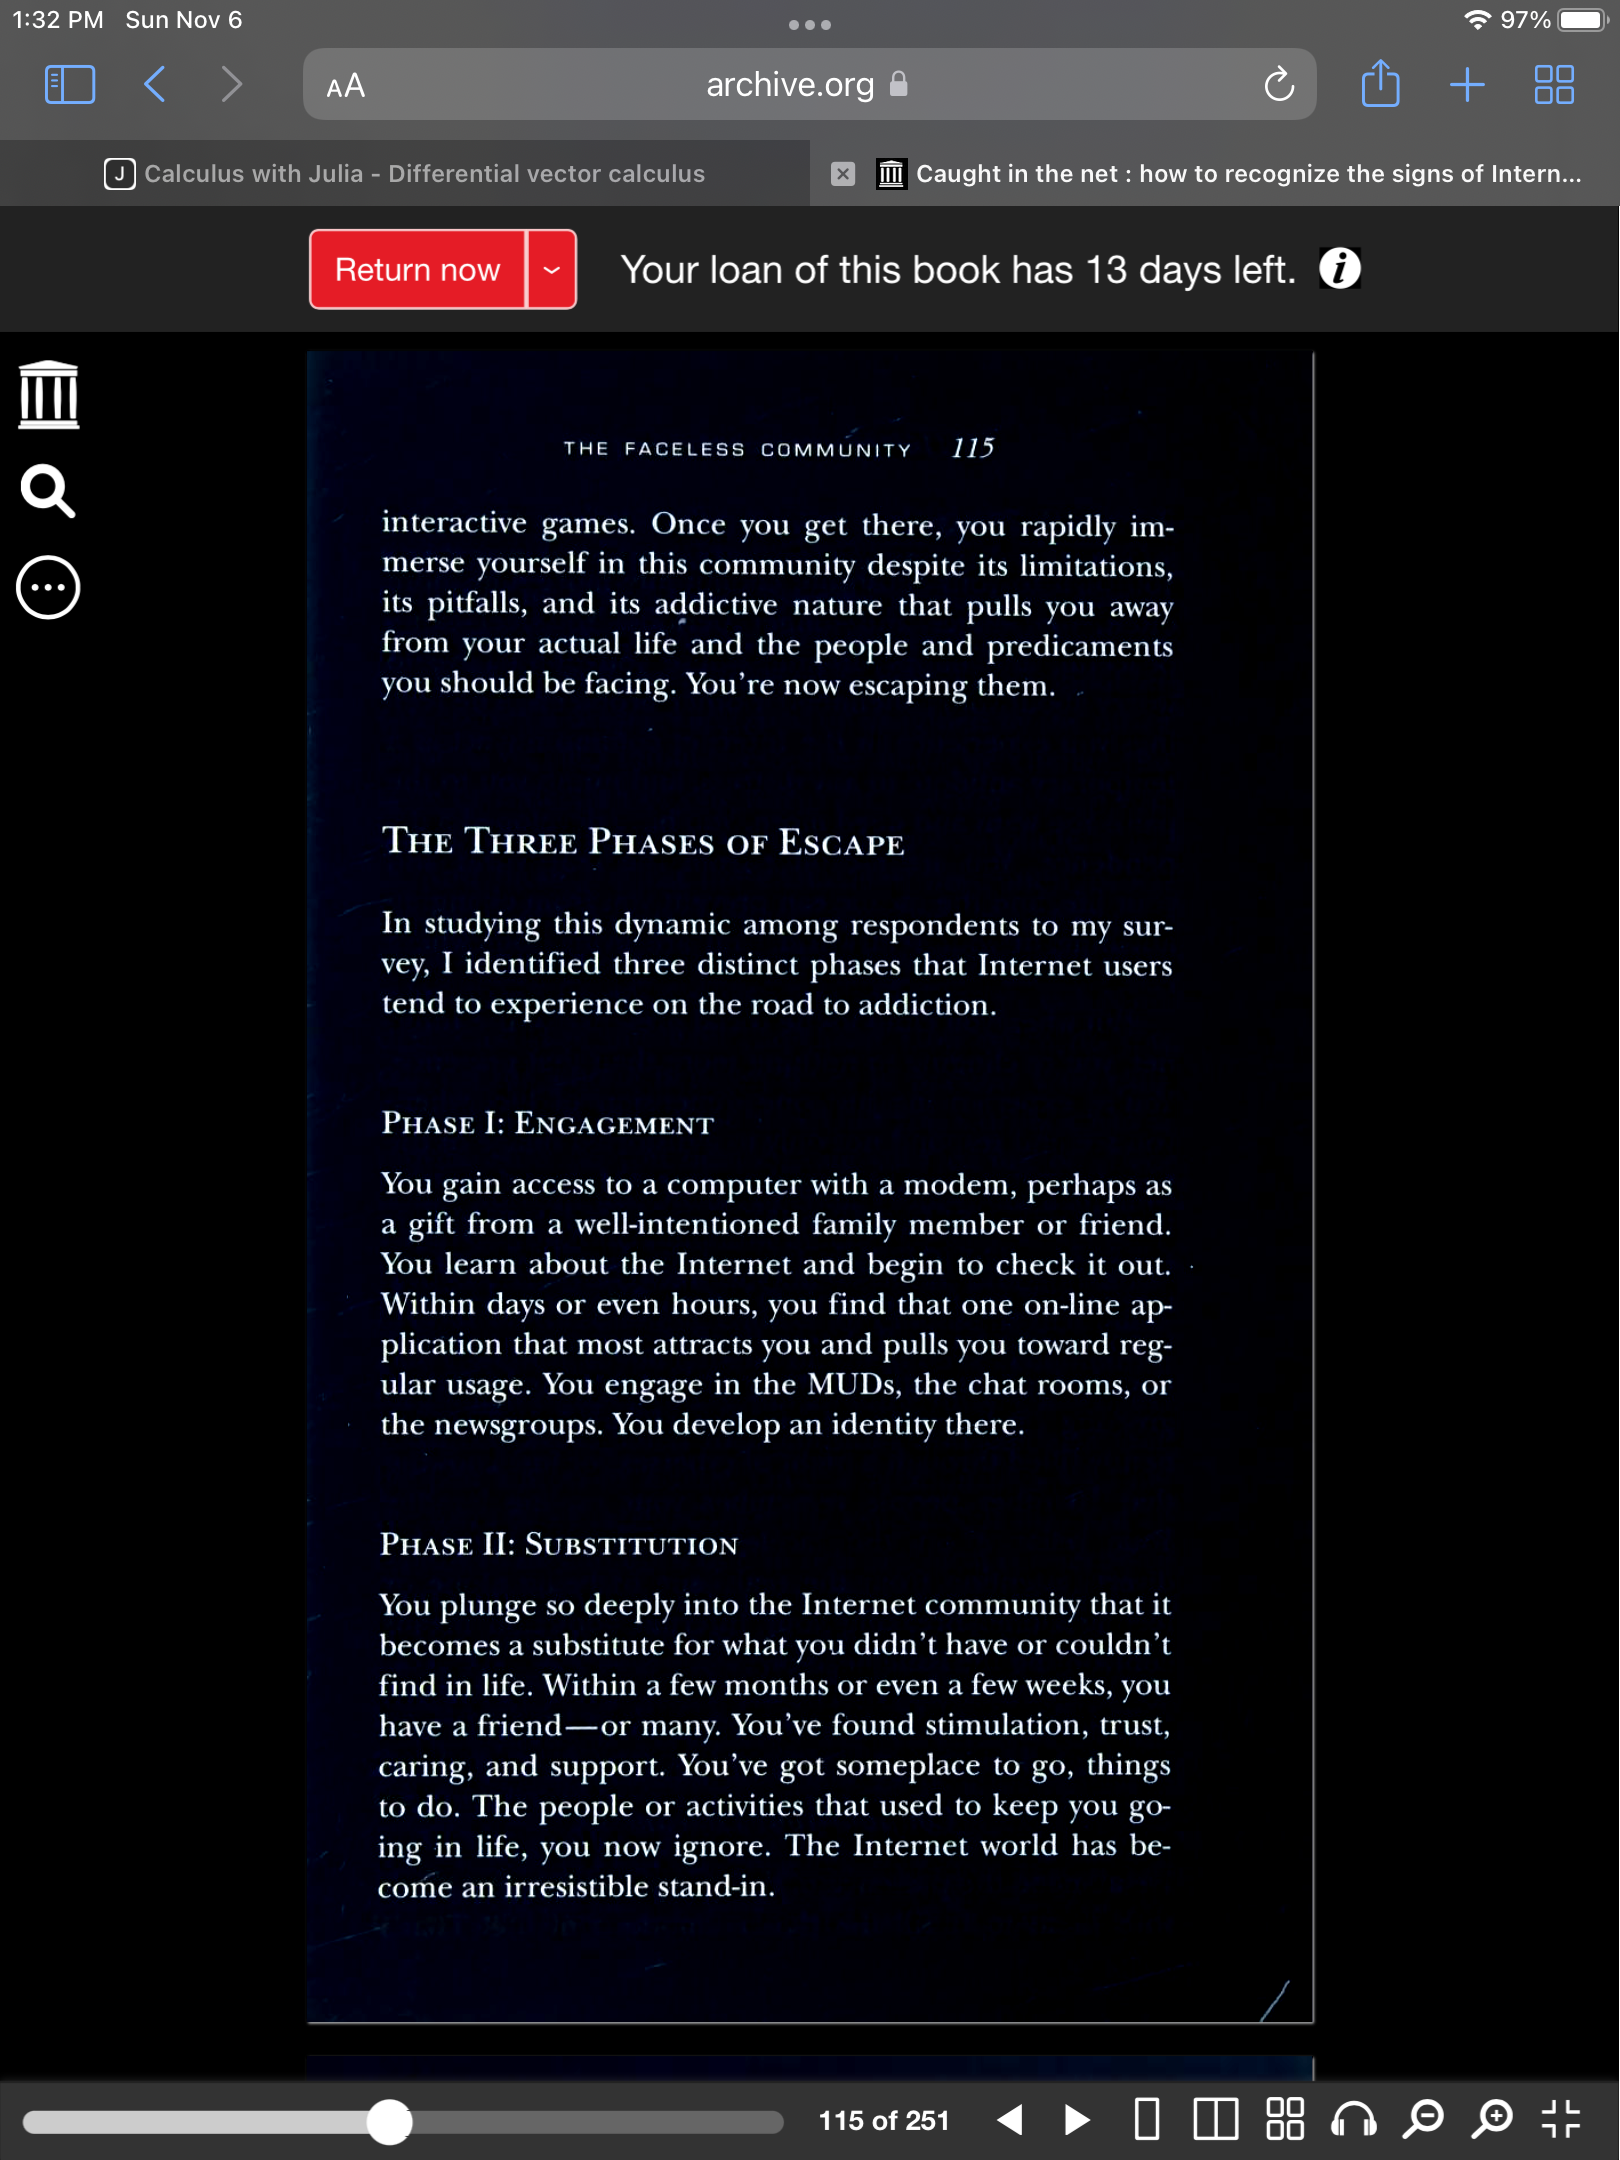 1:32 PM Sun Nov 6
97%
AA
archive.org
J Calculus with Julia - Differential vector calculus
Caught in the net : how to recognize the signs of Intern...
Return now
Your loan of this book has 13 days left.
THE FACELESS COMMUNITY 115
interactive games. Once you get there, you rapidly im-
merse yourself in this community despite its limitations,
its pitfalls, and its addictive nature that pulls you away
from your actual life and the people and predicaments
you should be facing. You're now escaping them.
THE THREE PHASES OF ESCAPE
In studying this dynamic among respondents to my sur-
vey, I identified three distinct phases that Internet users
tend to experience on the road to addiction.
PHASE I: ENGAGEMENT
You gain access to a computer with a modem, perhaps as
a gift from a well-intentioned family member or friend.
You learn about the Internet and begin to check it out.
Within days or even hours, you find that one on-line ap-
plication that most attracts you and pulls you toward reg-
ular usage. You engage in the MUDs, the chat rooms, or
the newsgroups. You develop an identity there.
PHASE II: SUBSTITUTION
You plunge so deeply into the Internet community that it
becomes a substitute for what you didn't have or couldn't
find in life. Within a few months or even a few weeks, you
have a friend—or many. You've found stimulation, trust,
caring, and support. You've got someplace to go, things
to do. The people or activities that used to keep you go-
ing in life, you now ignore. The Internet world has be-
come an irresistible stand-in.
115 of 251